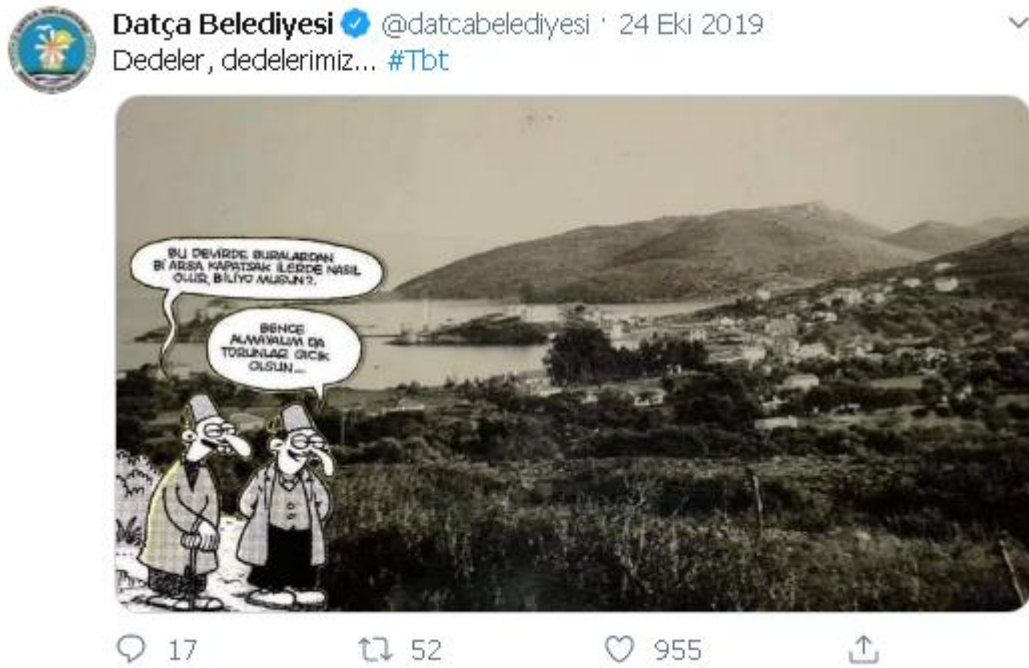 Datça Belediyesi @datcabelediyesi · 24 Eki 2019
Dedeler, dedelerimiz... #Tbt
BU DEVİRDE BURALARDAN
Bİ ARSA KAPATSAK İLERDE NASIL
OLUR, BİLİYO MUSUN?.
BENCE
ALMAYALIM DA
TORUNLAR GICIK
OLSUN...
17 52 955